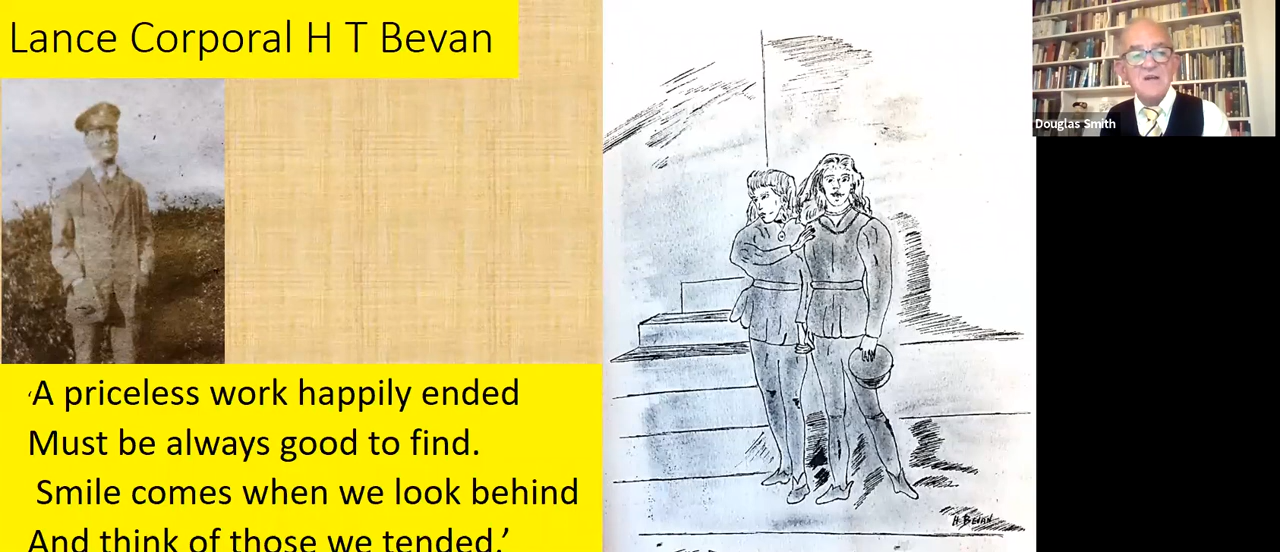 Lance Corporal H T Bevan
Douglas Smith
'A priceless work happily ended
Must be always good to find.
Smile comes when we look behind
And think of those we tended.’
H. BEVAN